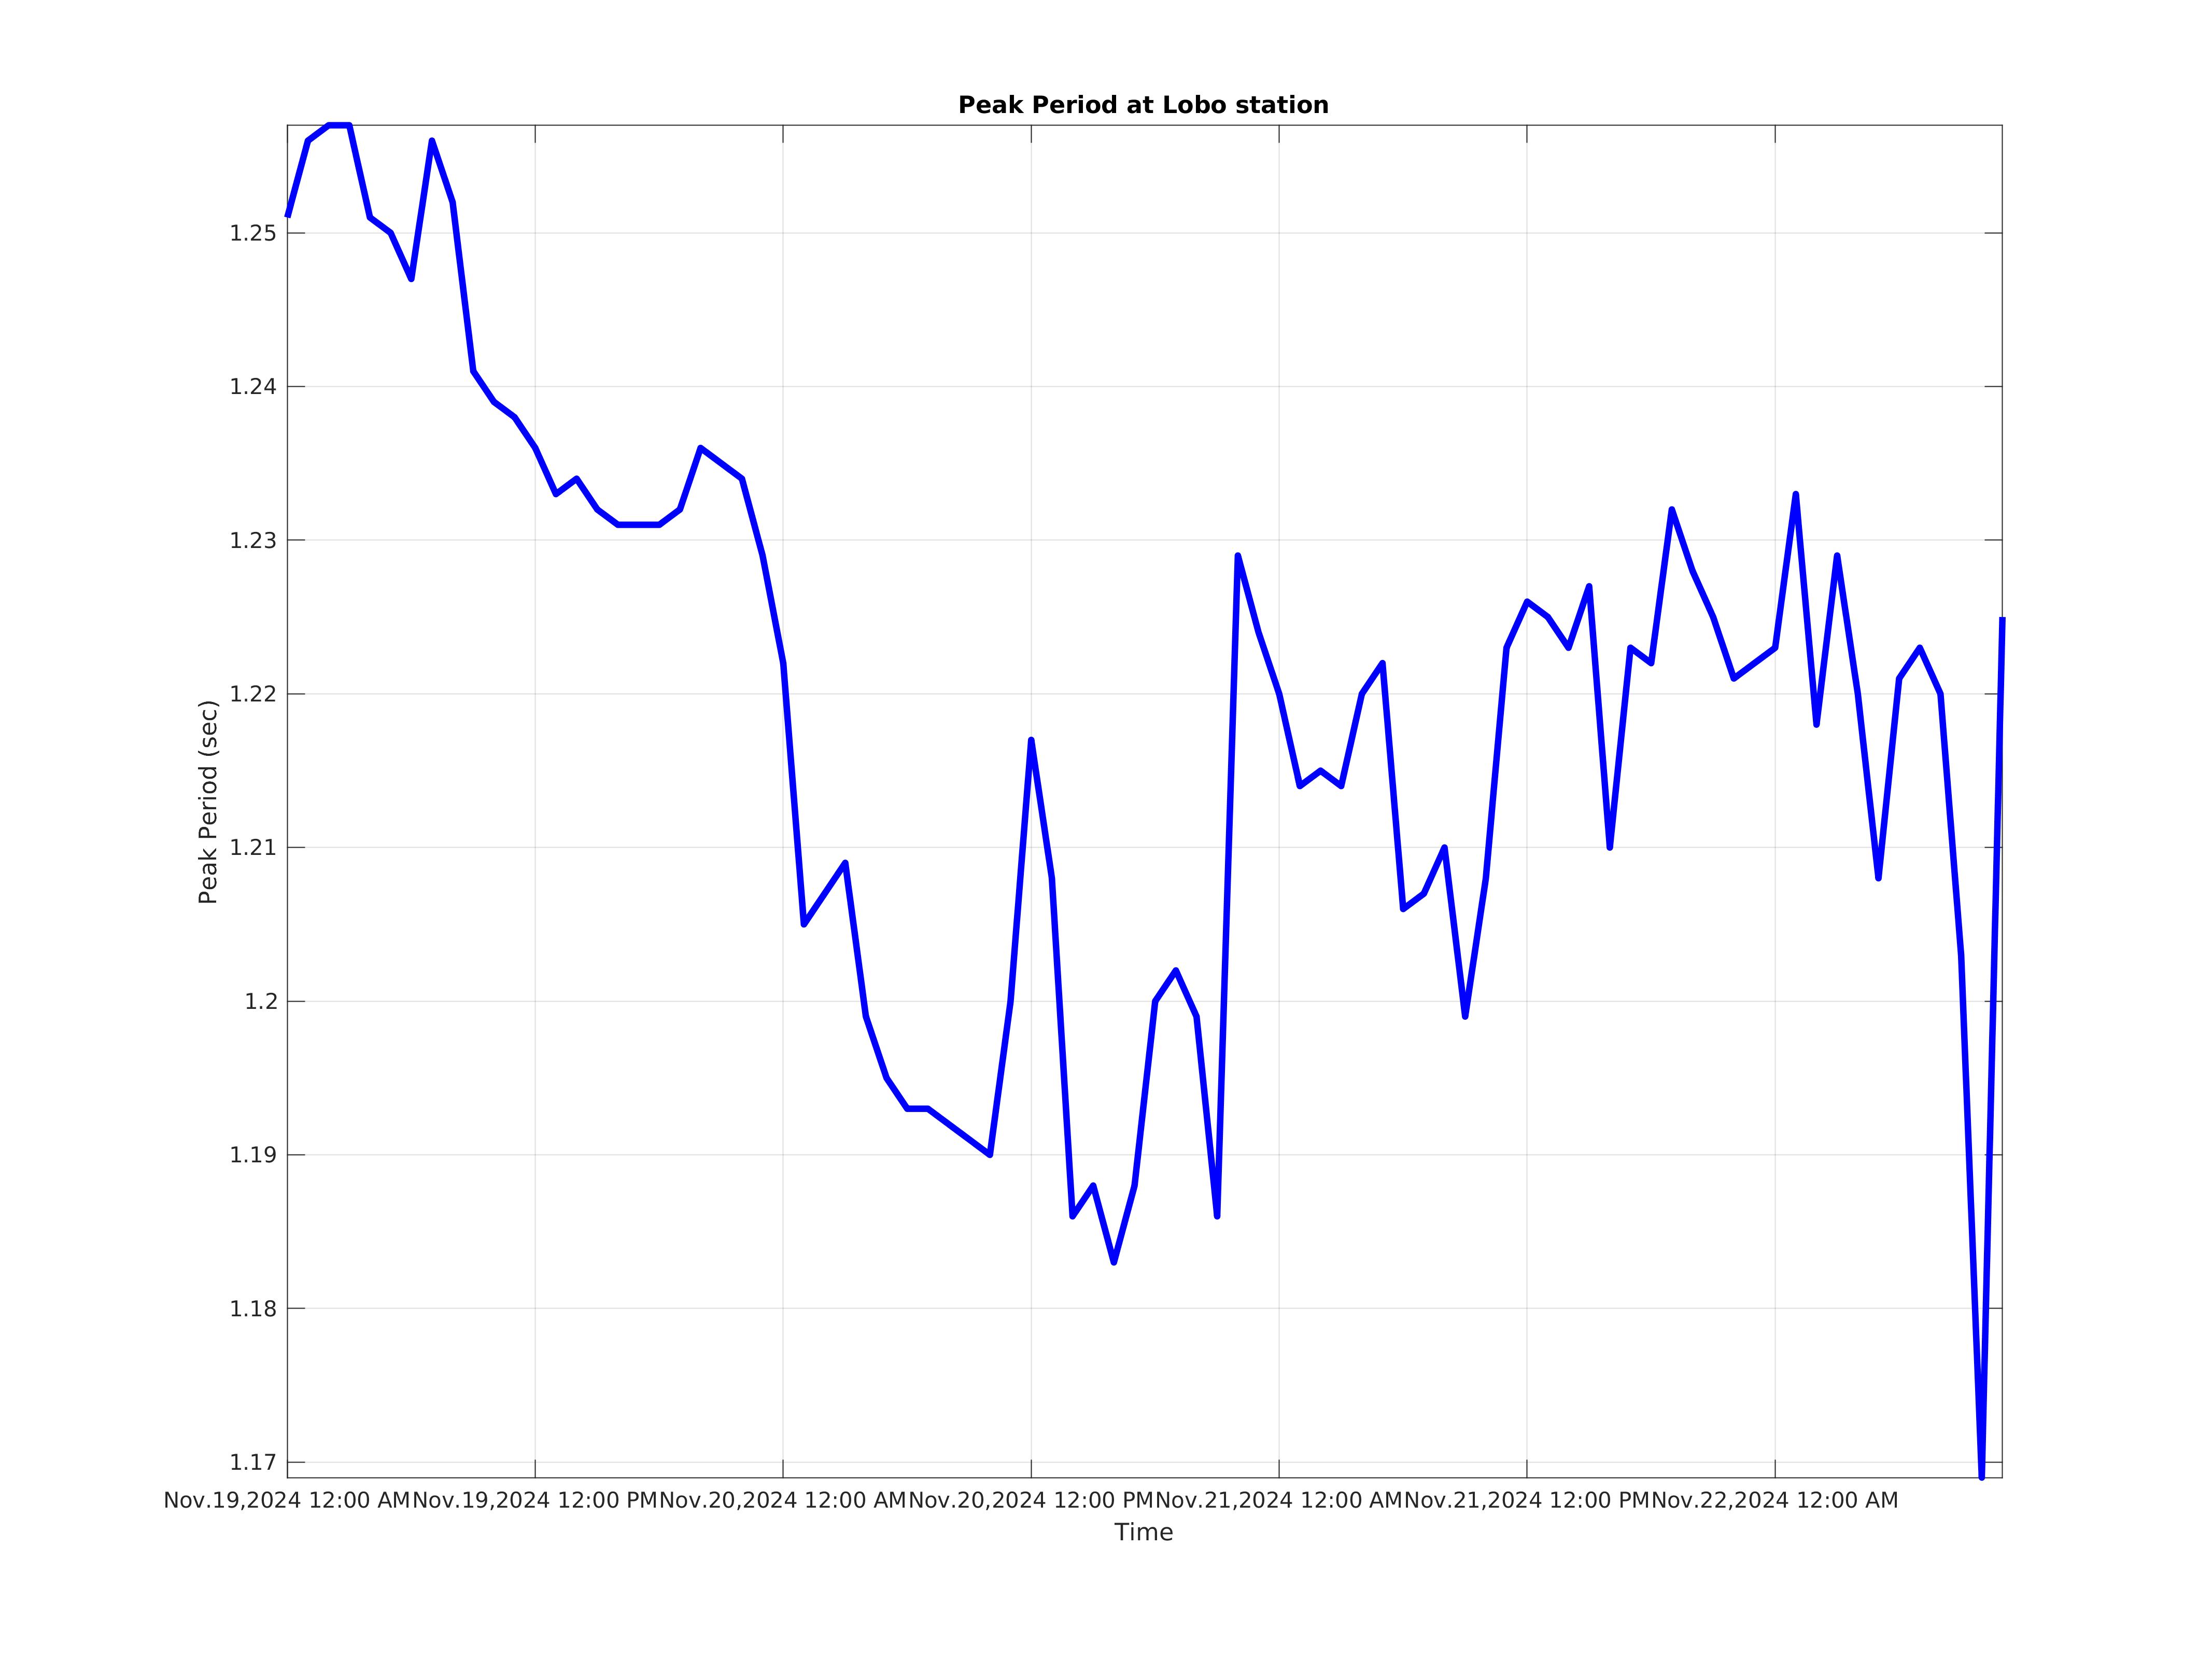 Peak Period at Lobo station
Peak Period (sec)
1.25
1.24
1.23
1.22
1.21
1.2
1.19
1.18
1.17
Nov.19,2024 12:00 AM Nov.19,2024 12:00 PM Nov.20,2024 12:00 AM Nov.20,2024 12:00 PM Nov.21,2024 12:00 AM Nov.21,2024 12:00 PM Nov.22,2024 12:00 AM
Time